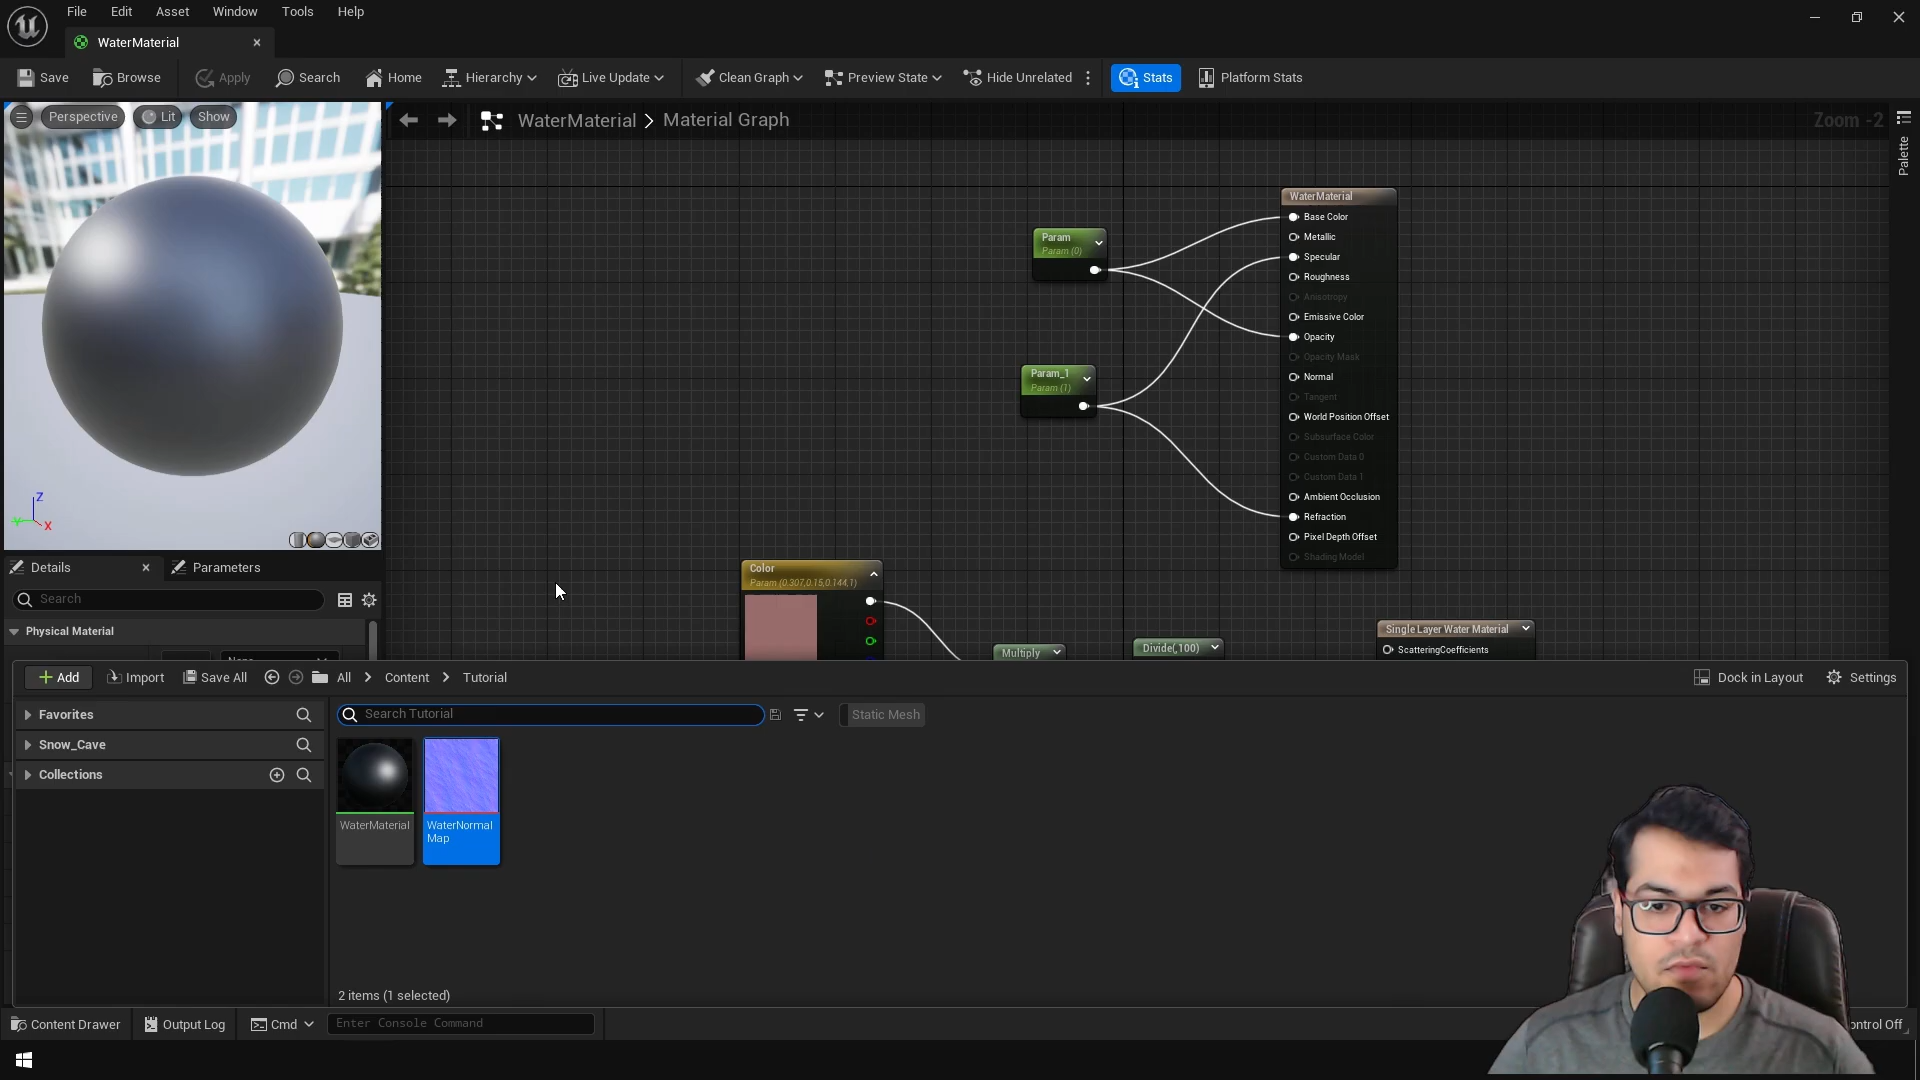 File Edit Asset Window Tools Help
WaterMaterial
Save Browse Apply Search Home Hierarchy Live Update Clean Graph Preview State Hide Unrelated Stats Platform Stats
Perspective Lit Show
WaterMaterial > Material Graph
Zoom -2
Palette
WaterMaterial
Base Color
Metallic
Specular
Roughness
Anisotropy
Emissive Color
Opacity
Opacity Mask
Normal
Tangent
World Position Offset
Subsurface Color
Custom Data 0
Custom Data 1
Ambient Occlusion
Refraction
Pixel Depth Offset
Shading Model
Param
Param (0)
Param_1
Param (1)
Z
Y
X
Details Parameters
Search
Physical Material
Color
Param (0.307,0.15,0.144,1)
Multiply
Divide(,100)
Single Layer Water Material
ScatteringCoefficients
Add Import Save All All > Content > Tutorial Dock in Layout Settings
Favorites
Snow_Cave
Collections
Search Tutorial
Static Mesh
WaterMaterial
WaterNormal
Map
2 items (1 selected)
Content Drawer Output Log Cmd Enter Console Command
ontrol Off